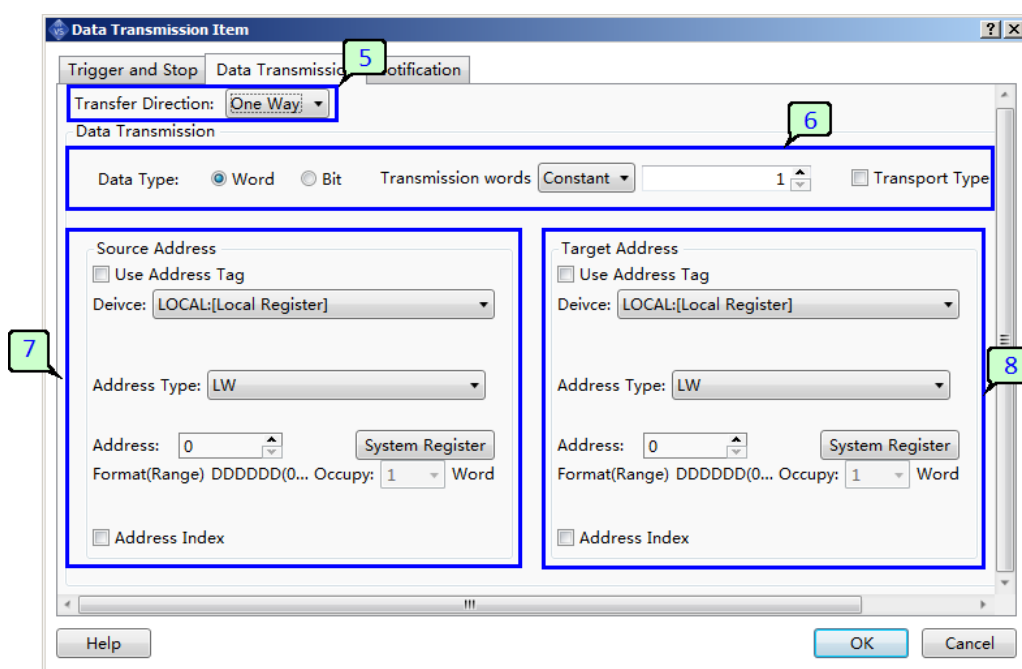 Data Transmission Item
5
Trigger and Stop Data Transmissio otification
Transfer Direction: One Way
Data Transmission
6
Data Type: Word Bit Transmission words Constant 1 Transport Type
Source Address
Use Address Tag
Deivce: LOCAL:[Local Register]
Address Type: LW
Address: 0 System Register
Format(Range) DDDDDD(0... Occupy: 1 Word
Address Index
7
Target Address
Use Address Tag
Deivce: LOCAL:[Local Register]
Address Type: LW
Address: 0 System Register
Format(Range) DDDDDD(0... Occupy: 1 Word
Address Index
8
Help OK Cancel